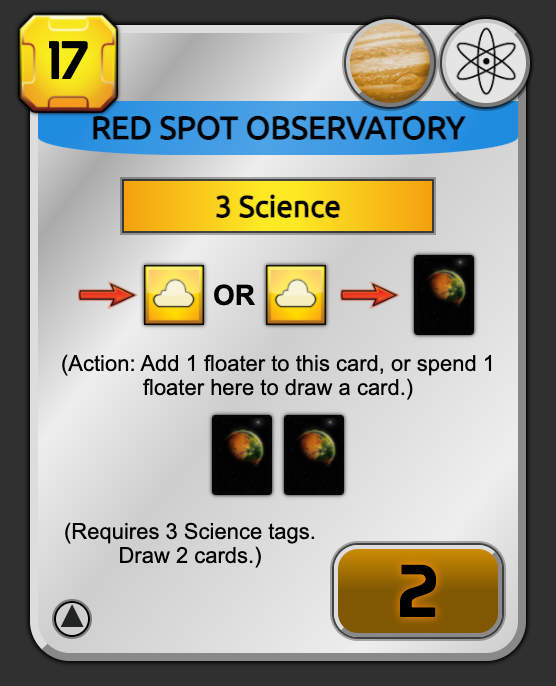 17
RED SPOT OBSERVATORY
3 Science
OR
(Action: Add 1 floater to this card, or spend 1
floater here to draw a card.)
(Requires 3 Science tags.
Draw 2 cards.)
2